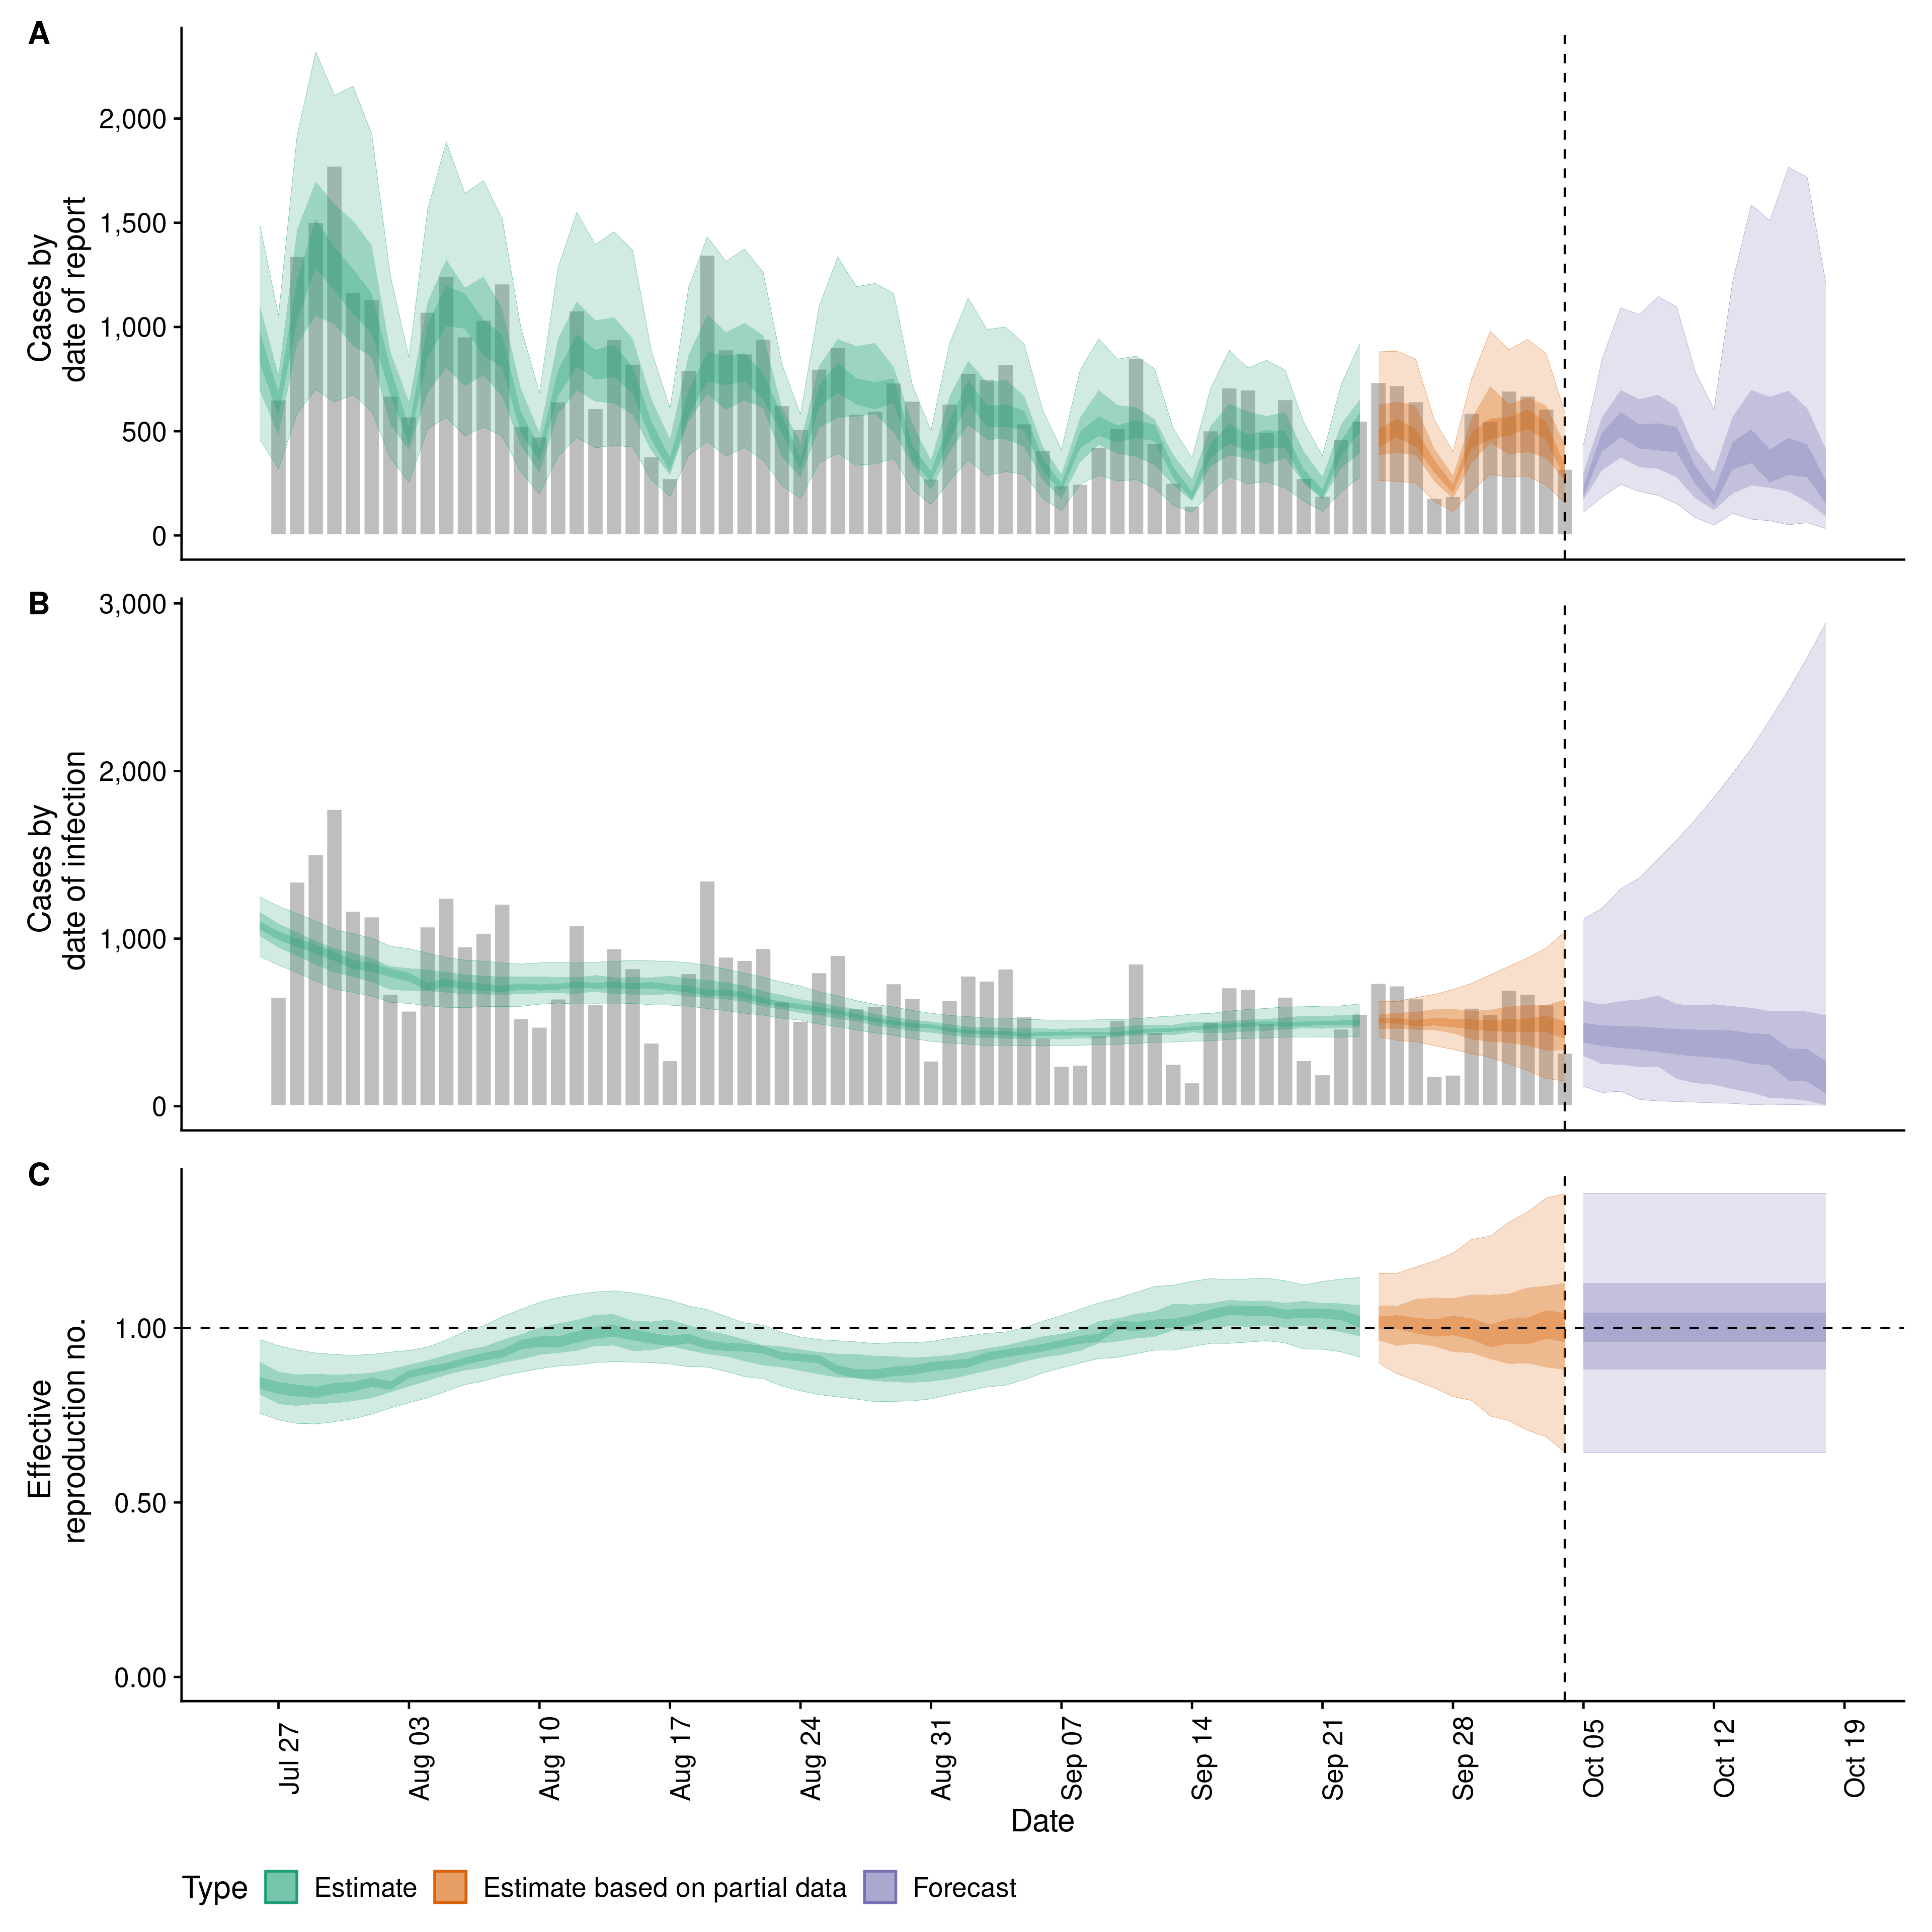 A
Cases by
date of report
2,000
1,500
1,000
500
0
B
Cases by
date of infection
3,000
2,000
1,000
0
C
Effective
reproduction no.
1.00
0.50
0.00
Jul 27
Aug 03
Aug 10
Aug 17
Aug 24
Aug 31
Sep 07
Sep 14
Sep 21
Sep 28
Oct 05
Oct 12
Oct 19
Date
Type Estimate Estimate based on partial data Forecast